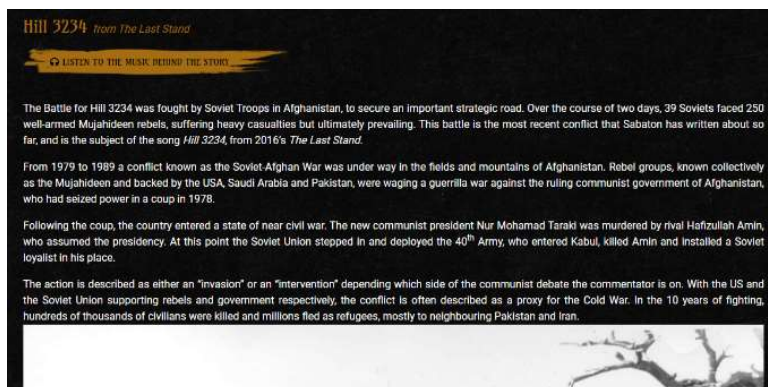 Hill 3234 from The Last Stand
LISTEN TO THE MUSIC BEHIND THE STORY
The Battle for Hill 3234 was fought by Soviet Troops in Afghanistan, to secure an important strategic road. Over the course of two days, 39 Soviets faced 250
well-armed Mujahideen rebels, suffering heavy casualties but ultimately prevailing. This battle is the most recent conflict that Sabaton has written about so
far, and is the subject of the song Hill 3234, from 2016's The Last Stand.
From 1979 to 1989 a conflict known as the Soviet-Afghan War was under way in the fields and mountains of Afghanistan. Rebel groups, known collectively
as the Mujahideen and backed by the USA, Saudi Arabia and Pakistan, were waging a guerrilla war against the ruling communist government of Afghanistan,
who had seized power in a coup in 1978.
Following the coup, the country entered a state of near civil war. The new communist president Nur Mohamad Taraki was murdered by rival Hafizullah Amin,
who assumed the presidency. At this point the Soviet Union stepped in and deployed the 40th Army, who entered Kabul, killed Amin and installed a Soviet
loyalist in his place.
The action is described as either an “invasion” or an “intervention” depending which side of the communist debate the commentator is on. With the US and
the Soviet Union supporting rebels and government respectively, the conflict is often described as a proxy for the Cold War. In the 10 years of fighting,
hundreds of thousands of civilians were killed and millions fled as refugees, mostly to neighbouring Pakistan and Iran.